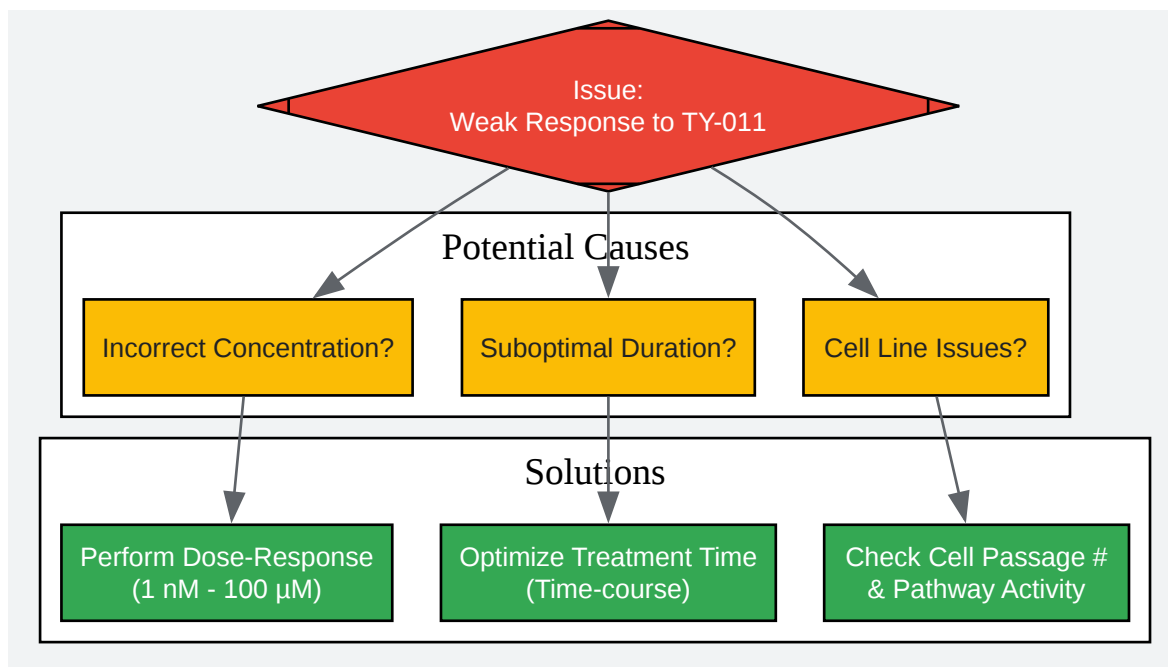 Issue:
Weak Response to TY-011
Potential Causes
Incorrect Concentration?
Suboptimal Duration?
Cell Line Issues?
Solutions
Perform Dose-Response
(1 nM - 100 µM)
Optimize Treatment Time
(Time-course)
Check Cell Passage #
& Pathway Activity